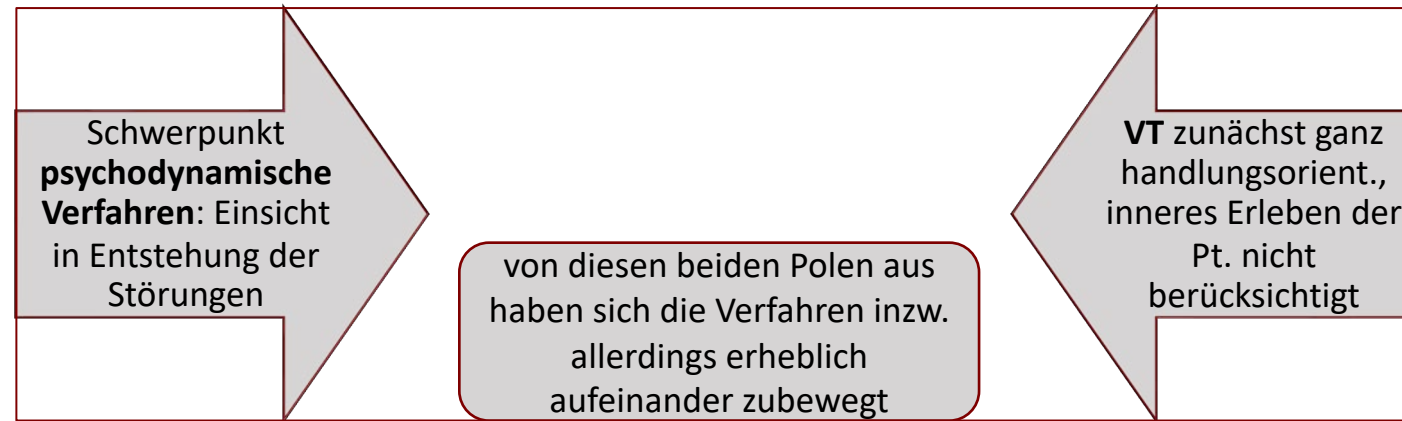 Schwerpunkt
psychodynamische
Verfahren: Einsicht
in Entstehung der
Störungen
von diesen beiden Polen aus
haben sich die Verfahren inzw.
allerdings erheblich
aufeinander zubewegt
VT zunächst ganz
handlungsorient.,
inneres Erleben der
Pt. nicht
berücksichtigt